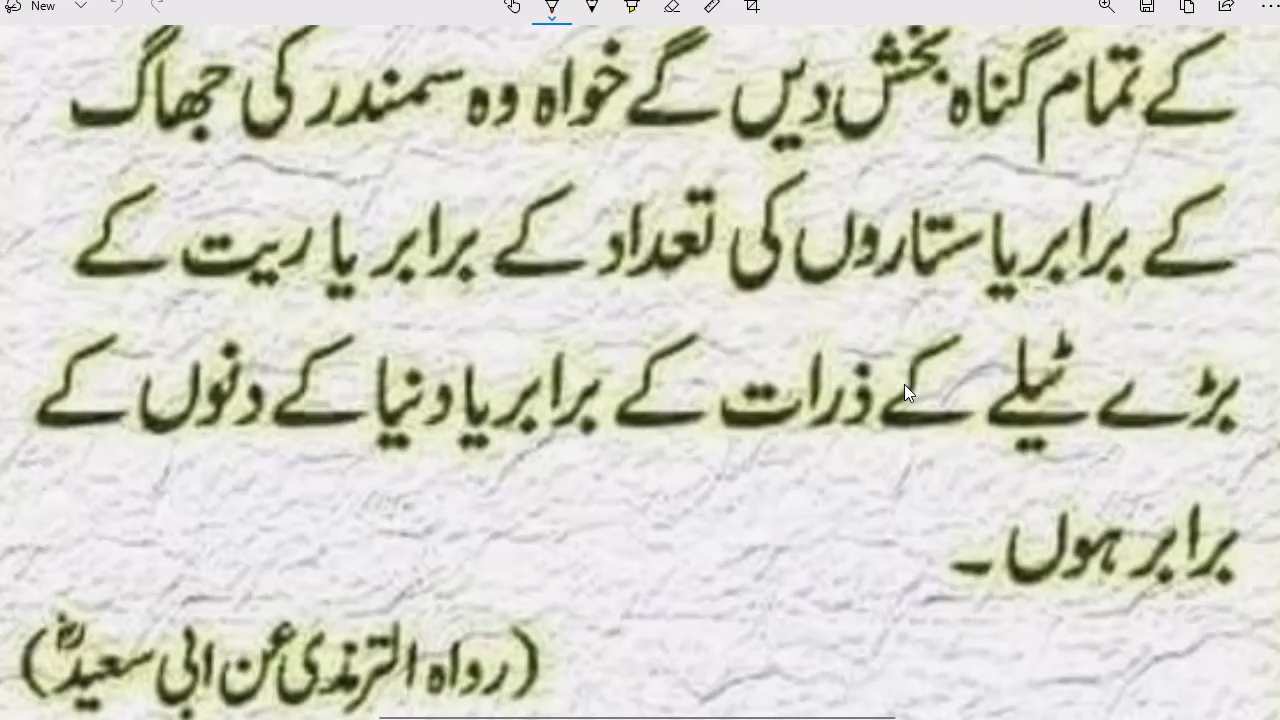 New
کے تمام گناہ بخش دیں گے خواہ وہ سمندر کی جھاگ
کے برابر یا ستاروں کی تعداد کے برابر یا ریت کے
بڑے ٹیلے کے ذرات کے برابر یا دنیا کے دنوں کے
برابر ہوں ۔
(رواہ الترمذی عن ابی سعیدؓ)